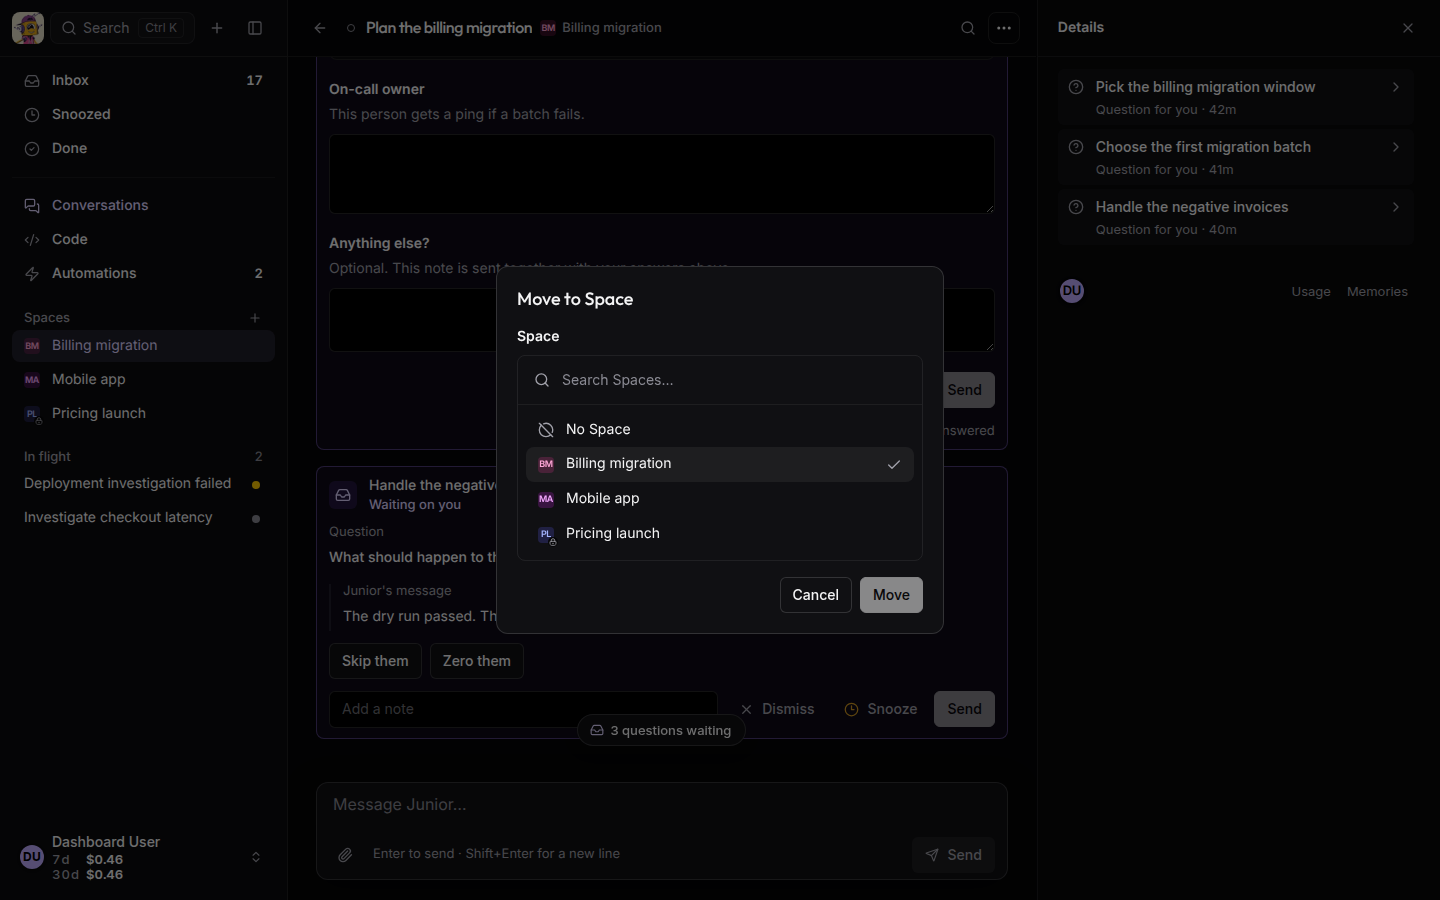 Search Ctrl K
Inbox 17
Snoozed
Done
Conversations
Code
Automations 2
Spaces
BM Billing migration
MA Mobile app
PL Pricing launch
In flight 2
Deployment investigation failed
Investigate checkout latency
DU Dashboard User
7d $0.46
30d $0.46
Plan the billing migration BM Billing migration
On-call owner
This person gets a ping if a batch fails.
Anything else?
Optional. This note is sent together with your answers above.
Send
nswered
Handle the negative
Waiting on you
Question
What should happen to th
Junior's message
The dry run passed. Th
Skip them Zero them
Add a note Dismiss Snooze Send
3 questions waiting
Message Junior...
Enter to send · Shift+Enter for a new line Send
Move to Space
Space
Search Spaces...
No Space
BM Billing migration
MA Mobile app
PL Pricing launch
Cancel Move
Details
Pick the billing migration window
Question for you · 42m
Choose the first migration batch
Question for you · 41m
Handle the negative invoices
Question for you · 40m
DU Usage Memories